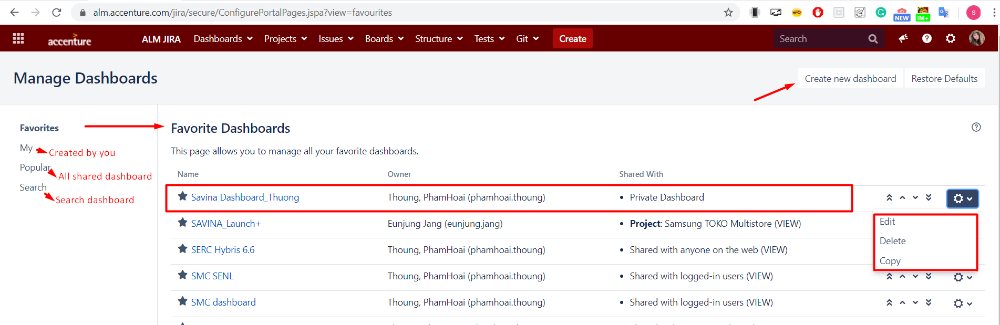 alm.accenture.com/jira/secure/ConfigurePortalPages.jspa?view=favourites
NEW
IM+
S
accenture
ALM JIRA Dashboards Projects Issues Boards Structure Tests Git Create Search
Manage Dashboards
Create new dashboard Restore Defaults
Favorites
My Created by you
Popular All shared dashboard
Search Search dashboard
Favorite Dashboards
This page allows you to manage all your favorite dashboards.
Name Owner Shared With
Savina Dashboard_Thuong Thoung, PhamHoai (phamhoai.thoung) • Private Dashboard
SAVINA_Launch+ Eunjung Jang (eunjung.jang) • Project: Samsung TOKO Multistore (VIEW)
SERC Hybris 6.6 Thoung, PhamHoai (phamhoai.thoung) • Shared with anyone on the web (VIEW)
SMC SENL Thoung, PhamHoai (phamhoai.thoung) • Shared with logged-in users (VIEW)
SMC dashboard Thoung, PhamHoai (phamhoai.thoung) • Shared with logged-in users (VIEW)
Edit
Delete
Copy